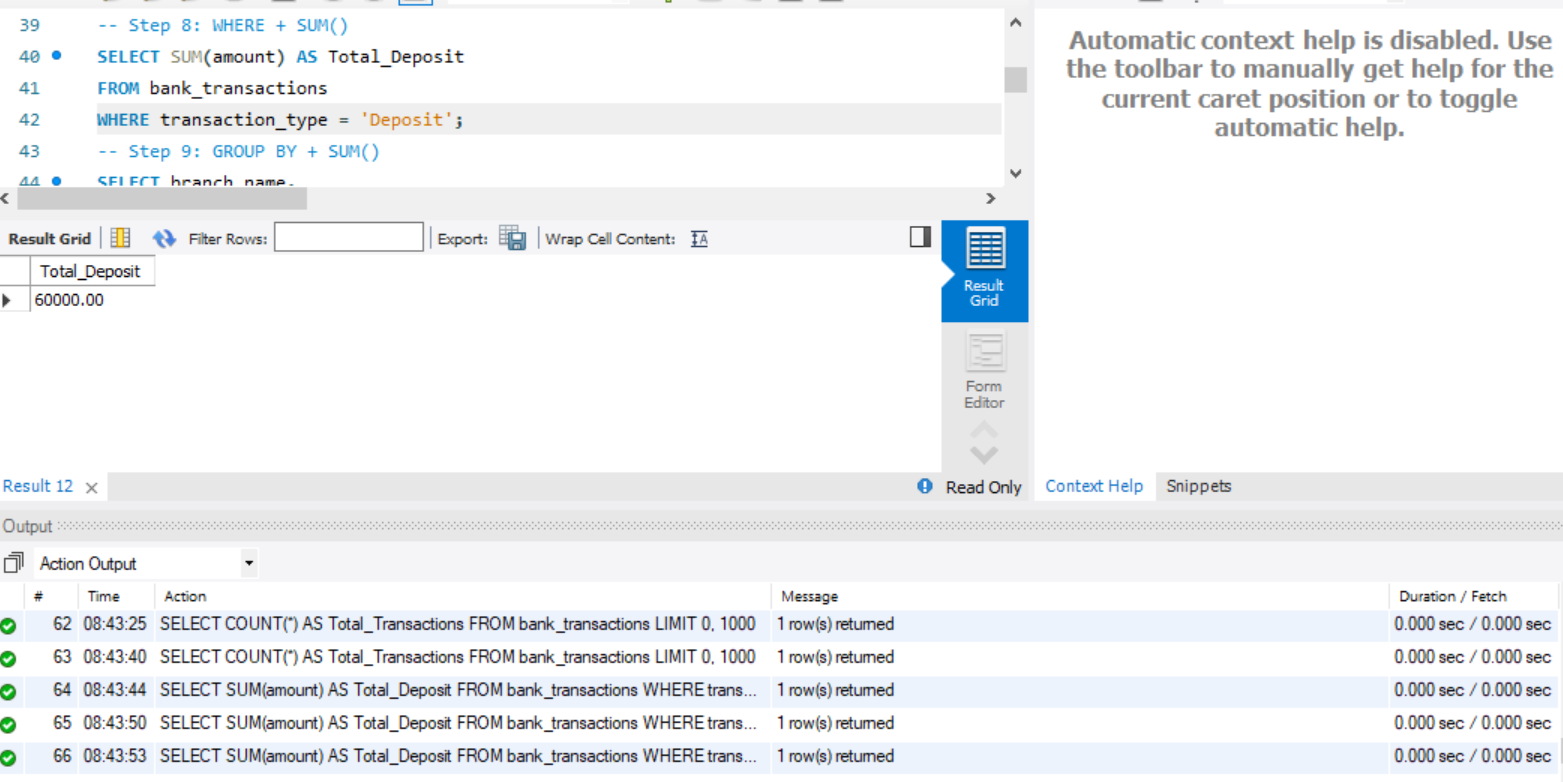 39 -- Step 8: WHERE + SUM()
40 SELECT SUM(amount) AS Total_Deposit
41 FROM bank_transactions
42 WHERE transaction_type = 'Deposit';
43 -- Step 9: GROUP BY + SUM()
44 SELECT branch_name,
Automatic context help is disabled. Use
the toolbar to manually get help for the
current caret position or to toggle
automatic help.
Result Grid Filter Rows: Export: Wrap Cell Content: IA
Total_Deposit
60000.00
Result
Grid
Form
Editor
Result 12 Read Only Context Help Snippets
Output
Action Output
# Time Action Message Duration / Fetch
62 08:43:25 SELECT COUNT(*) AS Total_Transactions FROM bank_transactions LIMIT 0, 1000 1 row(s) returned 0.000 sec / 0.000 sec
63 08:43:40 SELECT COUNT(*) AS Total_Transactions FROM bank_transactions LIMIT 0, 1000 1 row(s) returned 0.000 sec / 0.000 sec
64 08:43:44 SELECT SUM(amount) AS Total_Deposit FROM bank_transactions WHERE trans... 1 row(s) returned 0.000 sec / 0.000 sec
65 08:43:50 SELECT SUM(amount) AS Total_Deposit FROM bank_transactions WHERE trans... 1 row(s) returned 0.000 sec / 0.000 sec
66 08:43:53 SELECT SUM(amount) AS Total_Deposit FROM bank_transactions WHERE trans... 1 row(s) returned 0.000 sec / 0.000 sec